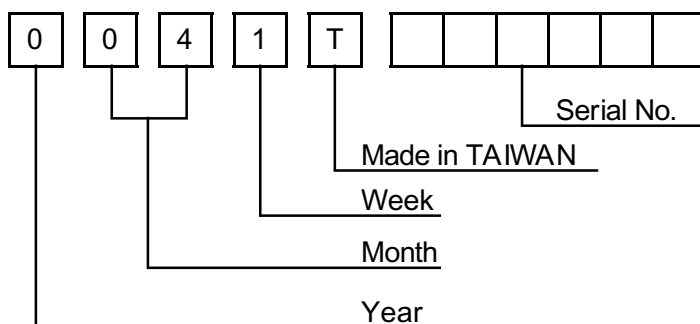 0 0 4 1 T
Serial No.
Made in TAIWAN
Week
Month
Year